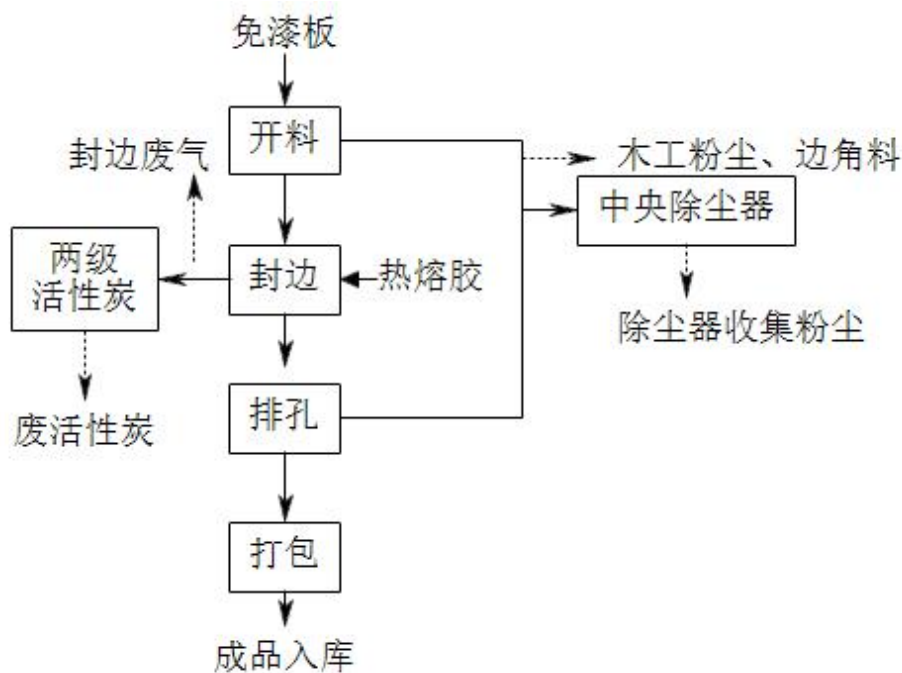 免漆板
开料
封边废气
木工粉尘、边角料
中央除尘器
两级
活性炭
封边
热熔胶
除尘器收集粉尘
排孔
废活性炭
打包
成品入库